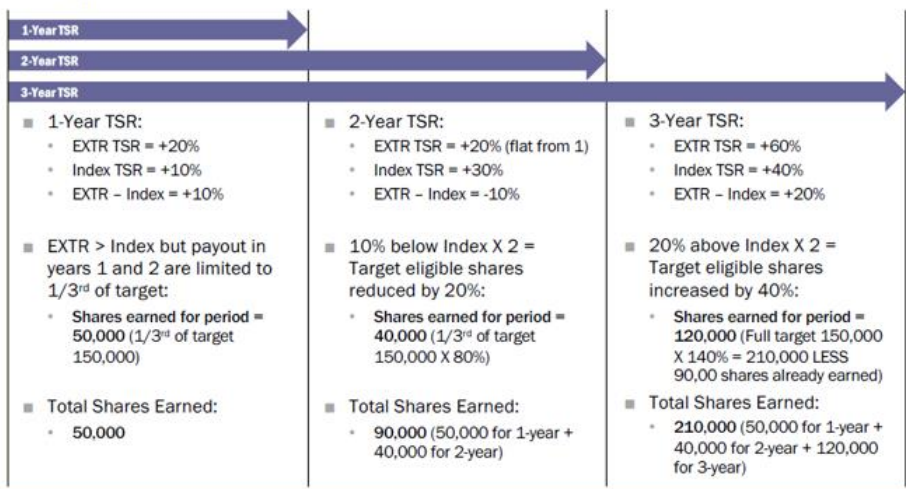 1-Year TSR
2-Year TSR
3-Year TSR
■ 1-Year TSR:
• EXTR TSR = +20%
• Index TSR = +10%
• EXTR – Index = +10%
■ EXTR > Index but payout in
years 1 and 2 are limited to
1/3rd of target:
• Shares earned for period =
50,000 (1/3rd of target
150,000)
■ Total Shares Earned:
• 50,000
■ 2-Year TSR:
• EXTR TSR = +20% (flat from 1)
• Index TSR = +30%
• EXTR – Index = -10%
■ 10% below Index X 2 =
Target eligible shares
reduced by 20%:
• Shares earned for period =
40,000 (1/3rd of target
150,000 X 80%)
■ Total Shares Earned:
• 90,000 (50,000 for 1-year +
40,000 for 2-year)
■ 3-Year TSR:
• EXTR TSR = +60%
• Index TSR = +40%
• EXTR – Index = +20%
■ 20% above Index X 2 =
Target eligible shares
increased by 40%:
• Shares earned for period =
120,000 (Full target 150,000
X 140% = 210,000 LESS
90,00 shares already earned)
■ Total Shares Earned:
• 210,000 (50,000 for 1-year +
40,000 for 2-year + 120,000
for 3-year)